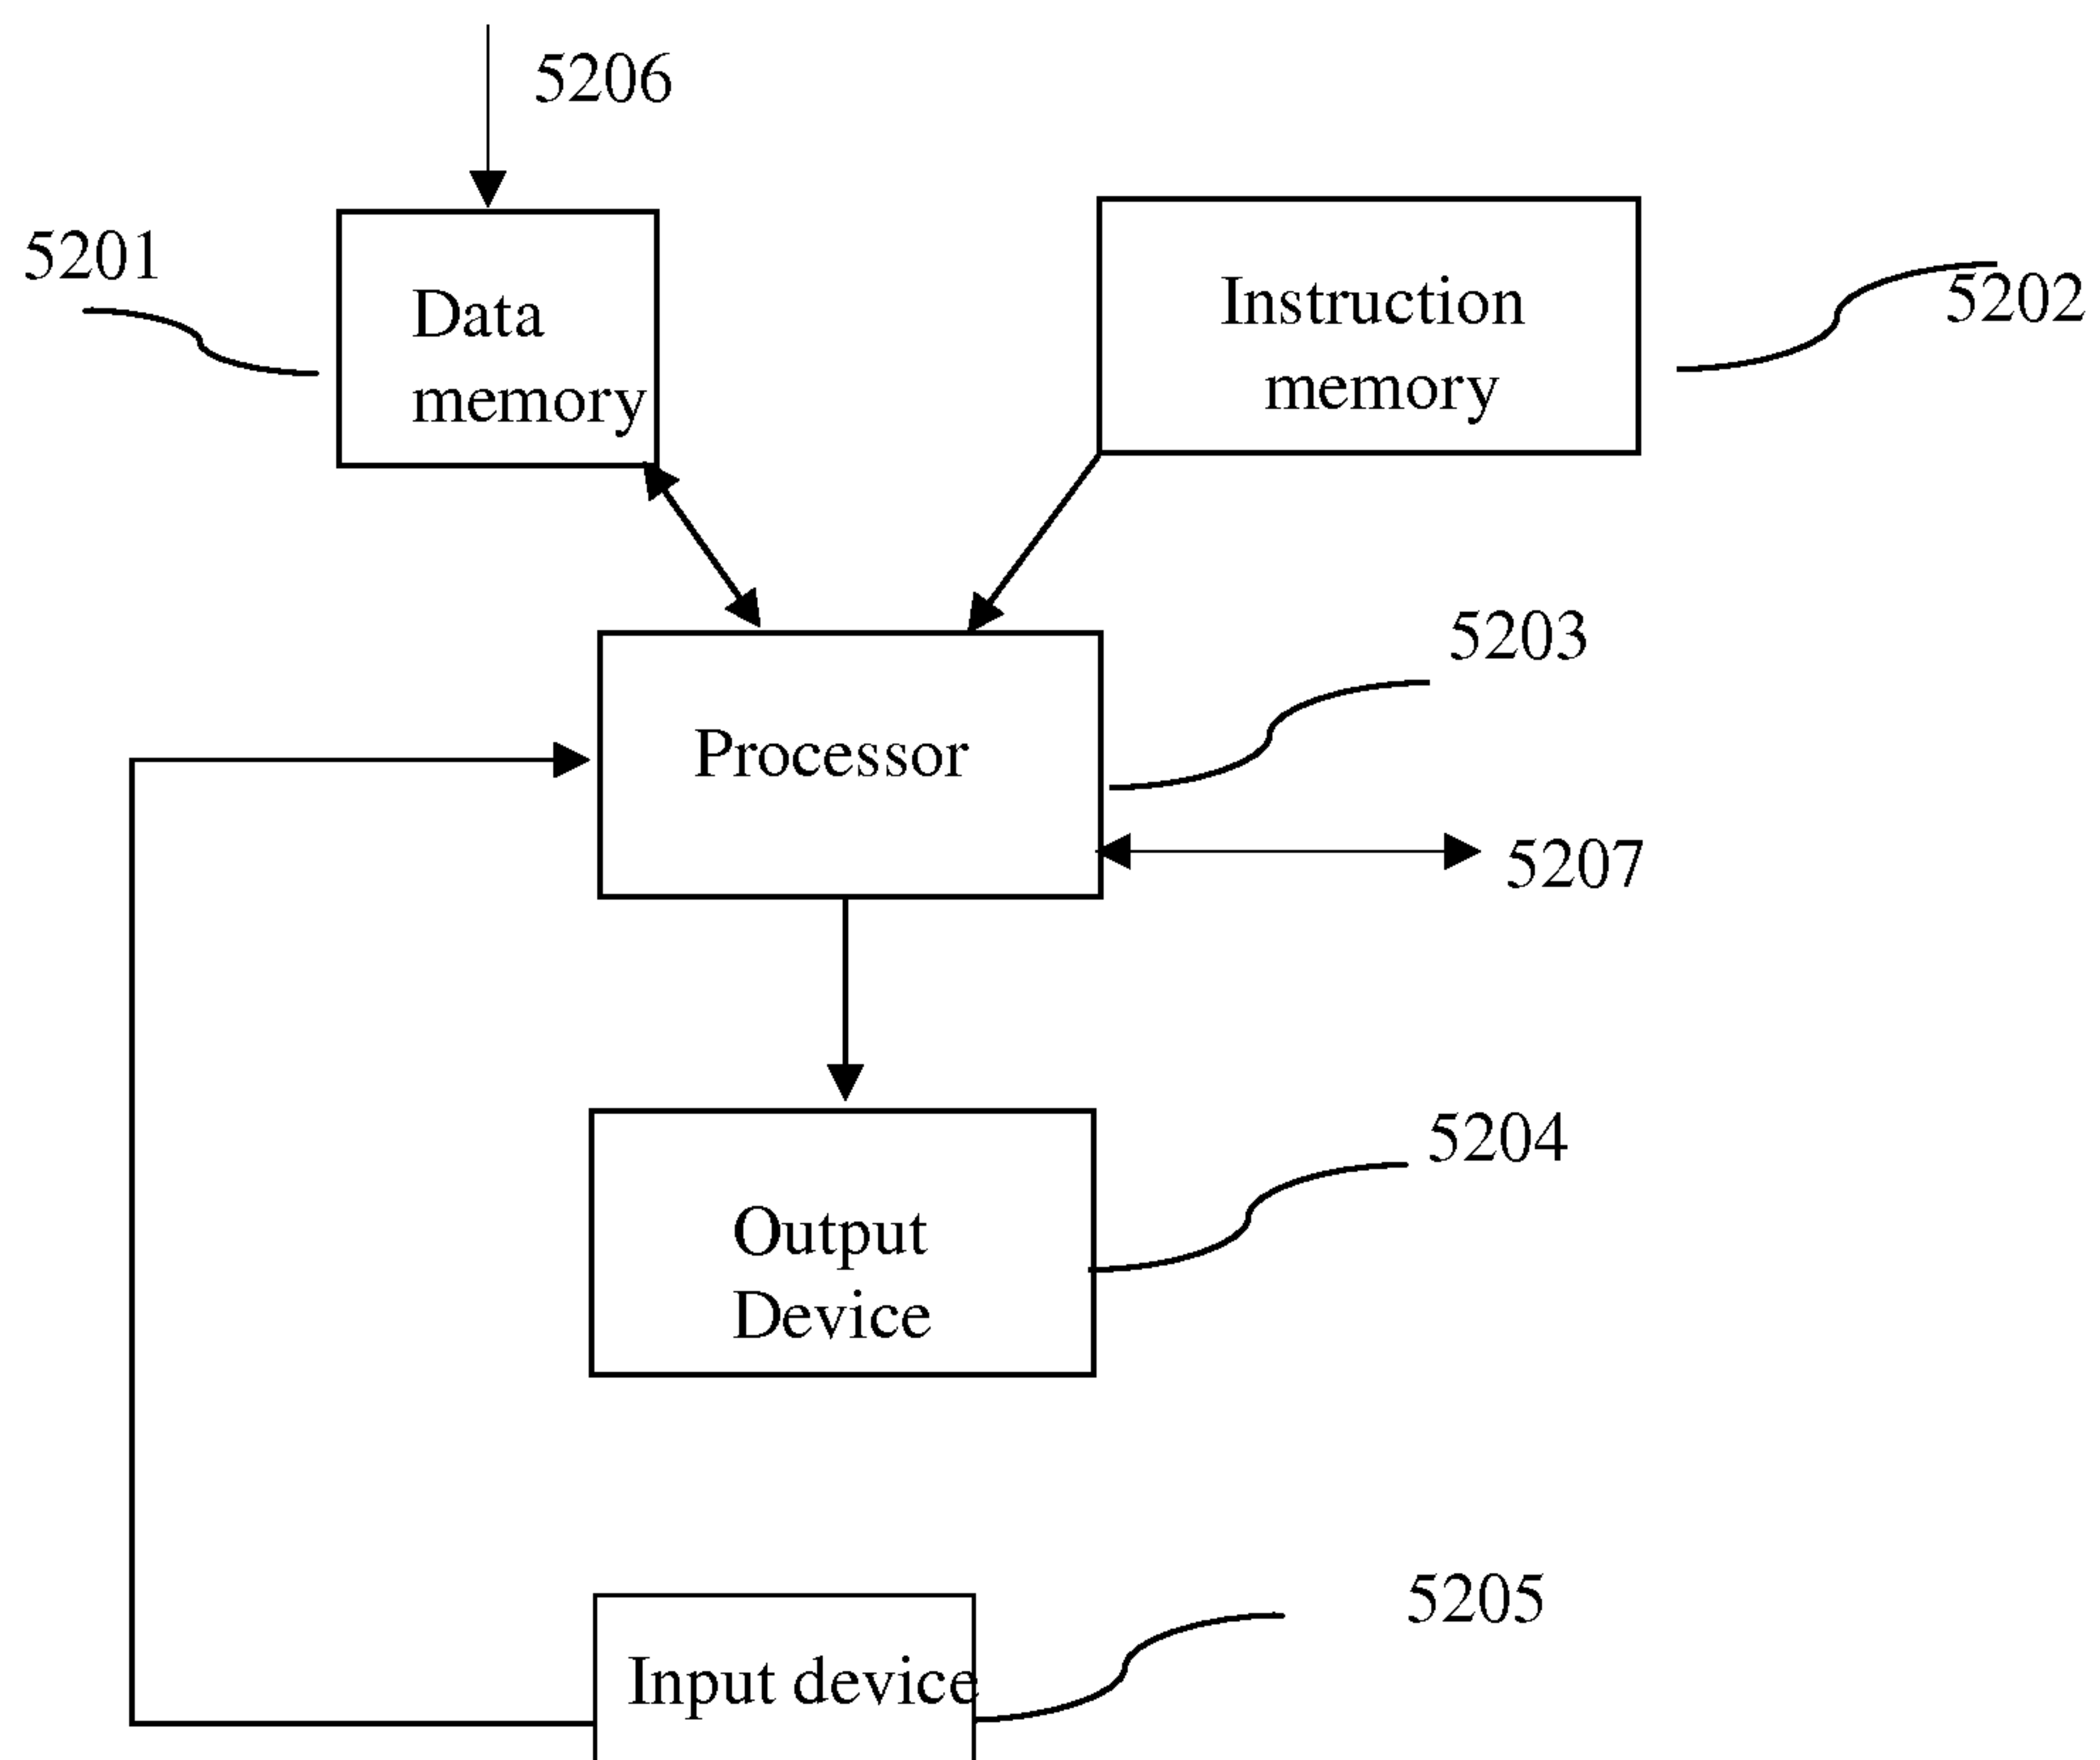 5206
5201
Data
memory
Instruction
memory
5202
5203
Processor
5207
5204
Output
Device
5205
Input device